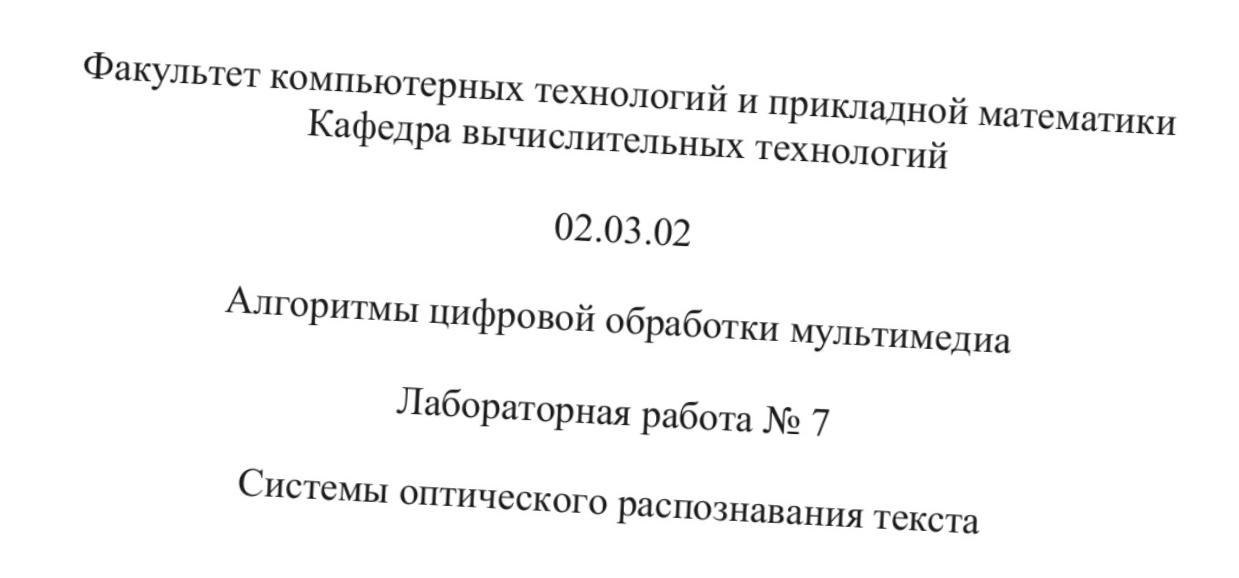 Факультет компьютерных технологий и прикладной математики
Кафедра вычислительных технологий
02.03.02
Алгоритмы цифровой обработки мультимедиа
Лабораторная работа № 7
Системы оптического распознавания текста